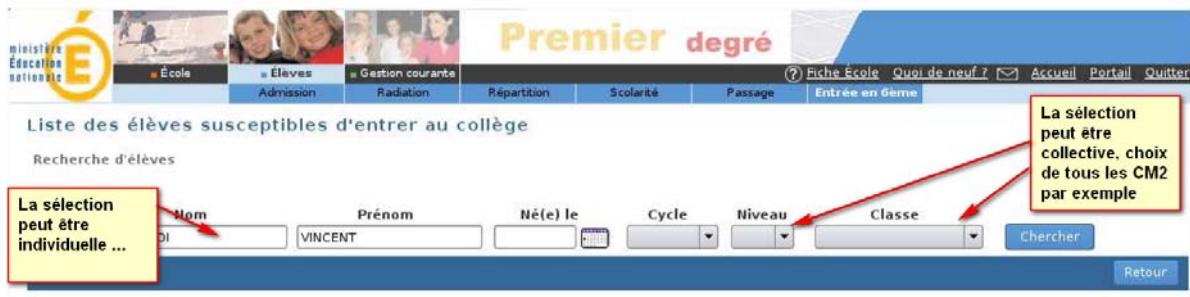 ministère
Éducation
nationale
Premier degré
École
Élèves
Gestion courante
? Fiche École Quoi de neuf ? Accueil Portail Quitter
Admission Radiation Répartition Scolarité Passage Entrée en 6ème
Liste des élèves susceptibles d'entrer au collège
Recherche d'élèves
La sélection
peut être
collective, choix
de tous les CM2
par exemple
La sélection
peut être
individuelle ...
Nom Prénom Né(e) le Cycle Niveau Classe
VINCENT
Chercher
Retour